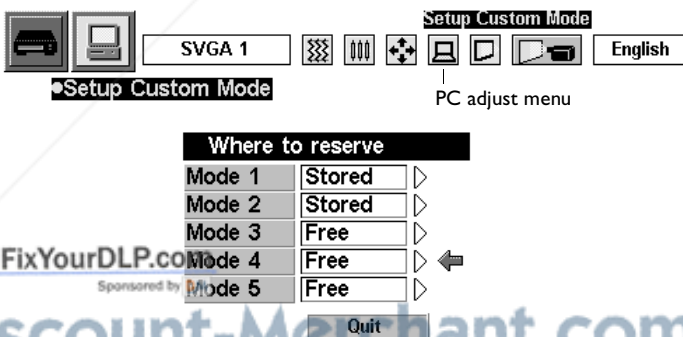 Setup Custom Mode
SVGA 1 English
●Setup Custom Mode
PC adjust menu
Where to reserve
Mode 1 Stored
Mode 2 Stored
Mode 3 Free
FixYourDLP.com
Mode 4 Free
Sponsored by
Mode 5 Free
Quit
scount-Merchant.com